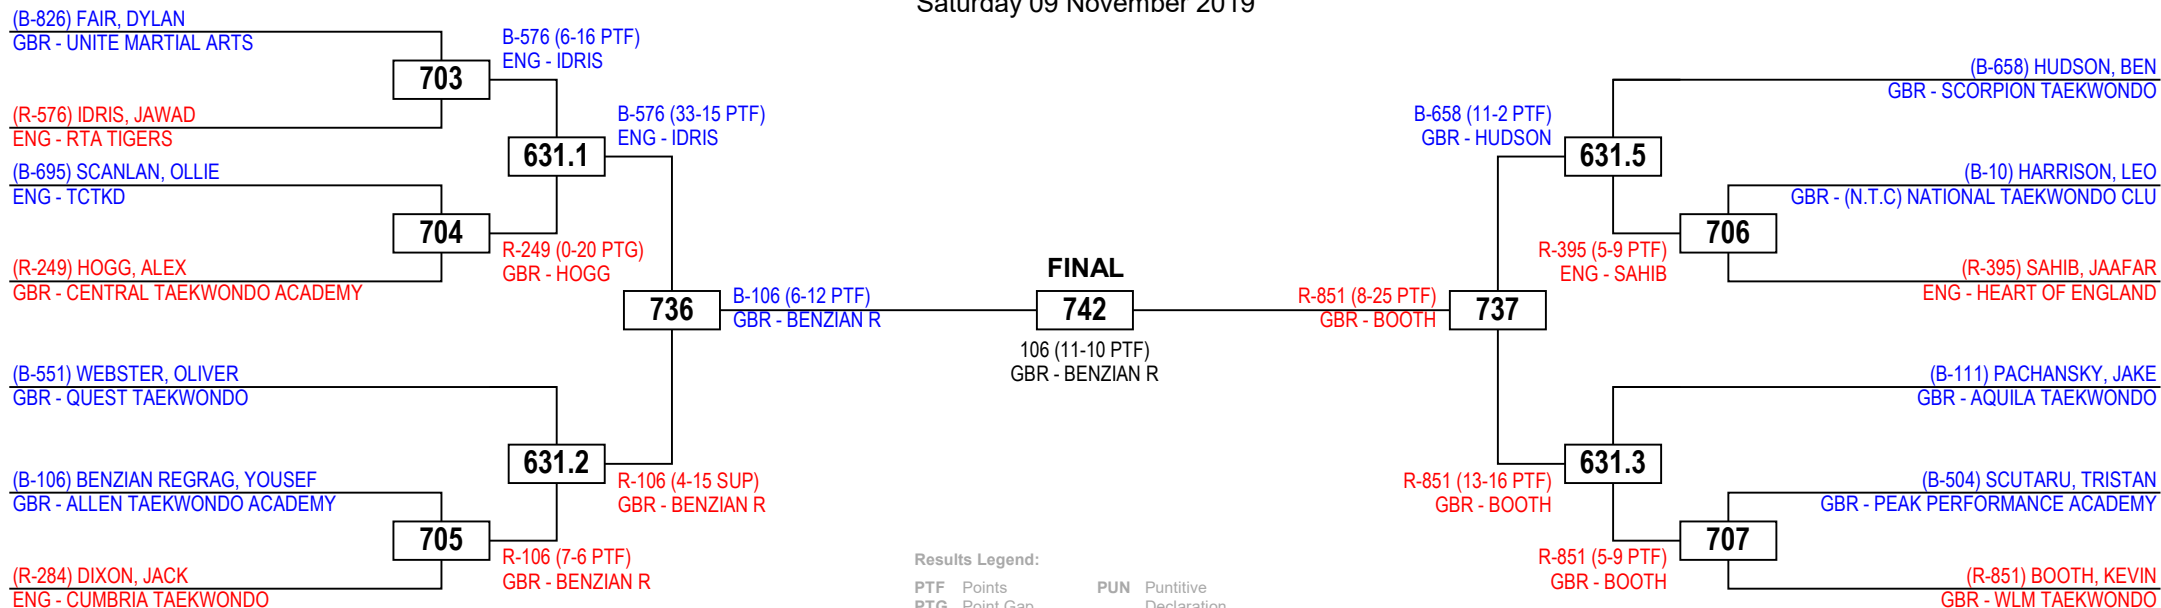 Saturday 09 November 2019
(B-826) FAIR, DYLAN
GBR - UNITE MARTIAL ARTS
703
(R-576) IDRIS, JAWAD
ENG - RTA TIGERS
B-576 (6-16 PTF)
ENG - IDRIS
(B-695) SCANLAN, OLLIE
ENG - TCTKD
704
(R-249) HOGG, ALEX
GBR - CENTRAL TAEKWONDO ACADEMY
R-249 (0-20 PTG)
GBR - HOGG
631.1
B-576 (33-15 PTF)
ENG - IDRIS
(B-551) WEBSTER, OLIVER
GBR - QUEST TAEKWONDO
631.2
(B-106) BENZIAN REGRAG, YOUSEF
GBR - ALLEN TAEKWONDO ACADEMY
705
(R-284) DIXON, JACK
ENG - CUMBRIA TAEKWONDO
R-106 (7-6 PTF)
GBR - BENZIAN R
R-106 (4-15 SUP)
GBR - BENZIAN R
736
B-106 (6-12 PTF)
GBR - BENZIAN R
FINAL
742
106 (11-10 PTF)
GBR - BENZIAN R
R-851 (8-25 PTF)
GBR - BOOTH
737
B-658 (11-2 PTF)
GBR - HUDSON
631.5
(B-658) HUDSON, BEN
GBR - SCORPION TAEKWONDO
(B-10) HARRISON, LEO
GBR - (N.T.C) NATIONAL TAEKWONDO CLU
706
R-395 (5-9 PTF)
ENG - SAHIB
(R-395) SAHIB, JAAFAR
ENG - HEART OF ENGLAND
(B-111) PACHANSKY, JAKE
GBR - AQUILA TAEKWONDO
631.3
R-851 (13-16 PTF)
GBR - BOOTH
(B-504) SCUTARU, TRISTAN
GBR - PEAK PERFORMANCE ACADEMY
707
R-851 (5-9 PTF)
GBR - BOOTH
(R-851) BOOTH, KEVIN
GBR - WLM TAEKWONDO
Results Legend:
PTF Points PUN Puntitive
PTG Point Gap Declaration